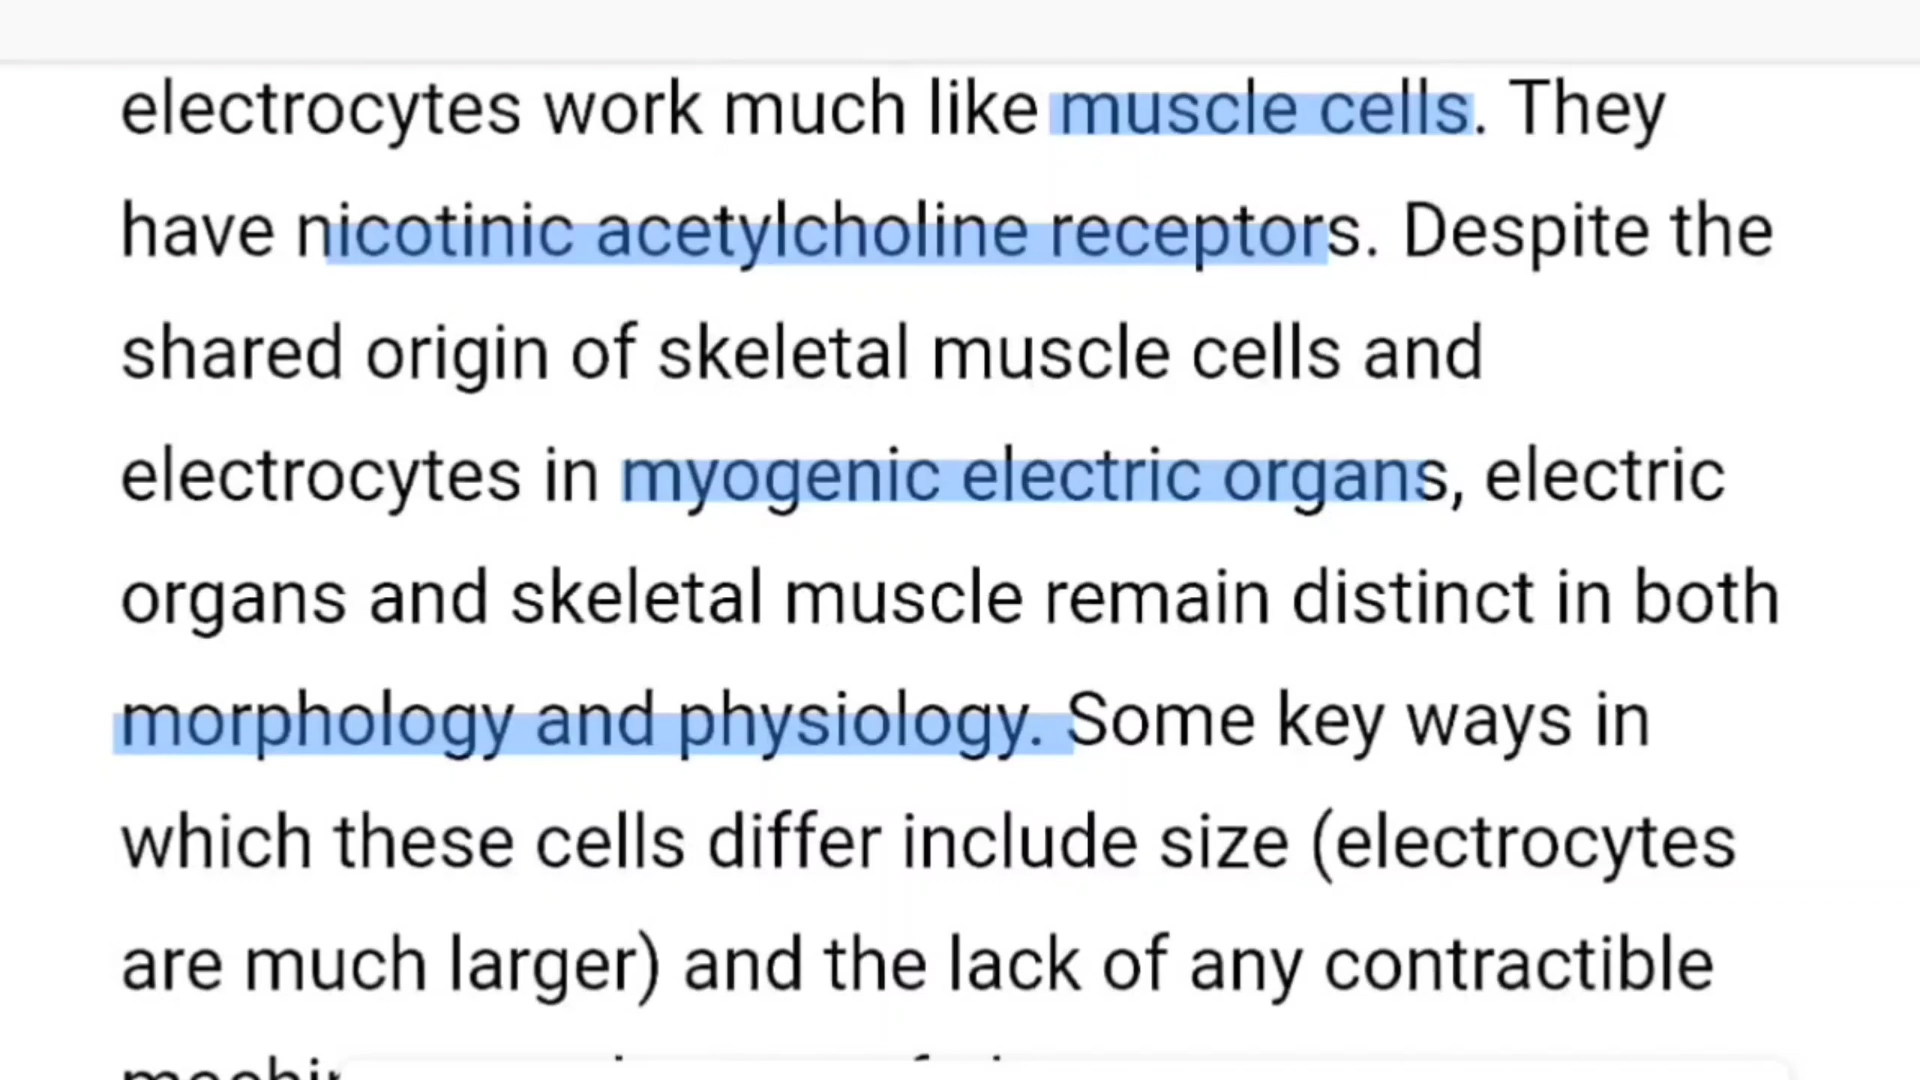 electrocytes work much like muscle cells. They
have nicotinic acetylcholine receptors. Despite the
shared origin of skeletal muscle cells and
electrocytes in myogenic electric organs, electric
organs and skeletal muscle remain distinct in both
morphology and physiology. Some key ways in
which these cells differ include size (electrocytes
are much larger) and the lack of any contractible